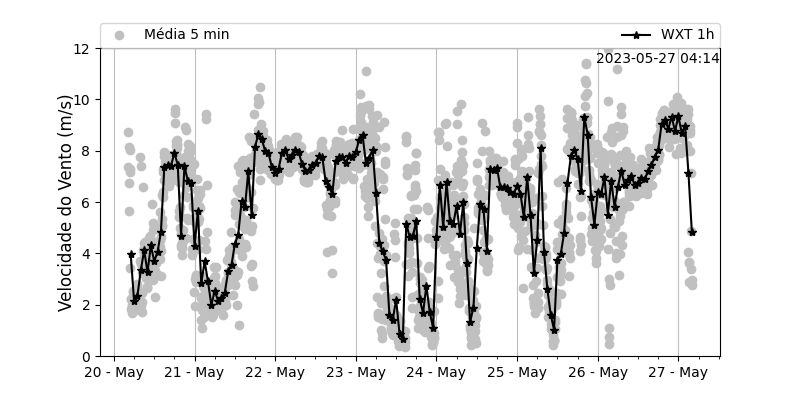 Média 5 min
WXT 1h
2023-05-27 04:14
Velocidade do Vento (m/s)
12
10
8
6
4
2
0
20 - May
21 - May
22 - May
23 - May
24 - May
25 - May
26 - May
27 - May